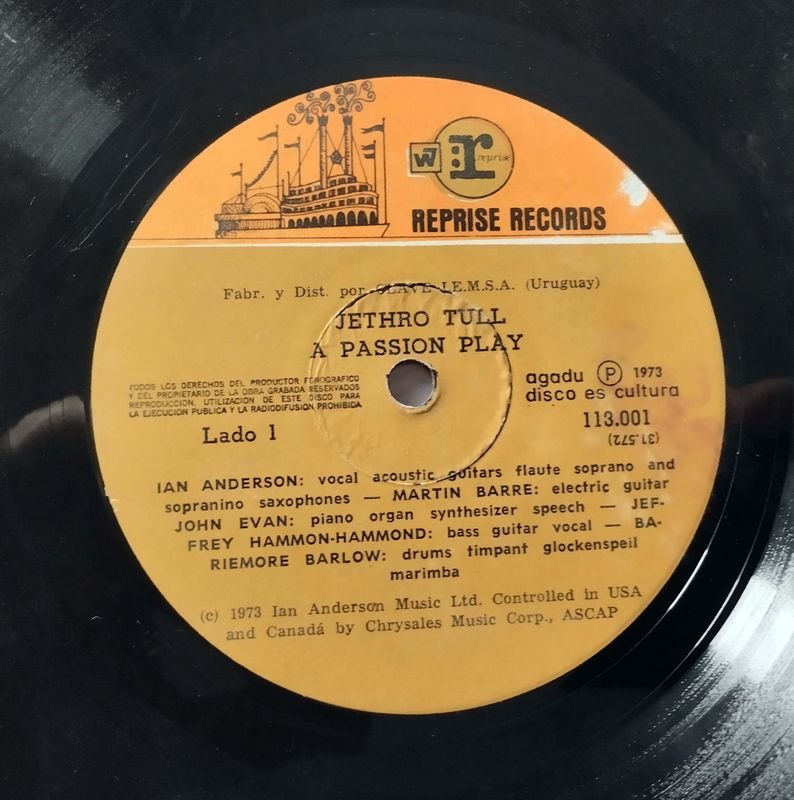 W
:r
reprise
REPRISE RECORDS
Fabr. y Dist. por CLAVE I.E.M.S.A. (Uruguay)
JETHRO TULL
A PASSION PLAY
TODOS LOS DERECHOS DEL PRODUCTOR FONOGRAFICO
Y DEL PROPIETARIO DE LA OBRA GRABADA RESERVADOS
REPRODUCCION, UTILIZACION DE ESTE DISCO PARA
LA EJECUCION PUBLICA Y LA RADIODIFUSION PROHIBIDA
agadu Ⓟ 1973
disco es cultura
Lado 1
113.001
(31.572)
IAN ANDERSON: vocal acoustic guitars flaute soprano and
sopranino saxophones — MARTIN BARRE: electric guitar
JOHN EVAN: piano organ synthesizer speech — JEF-
FREY HAMMON-HAMMOND: bass guitar vocal — BA-
RIEMORE BARLOW: drums timpant glockenspeil
marimba
(c) 1973 Ian Anderson Music Ltd. Controlled in USA
and Canadá by Chrysales Music Corp., ASCAP